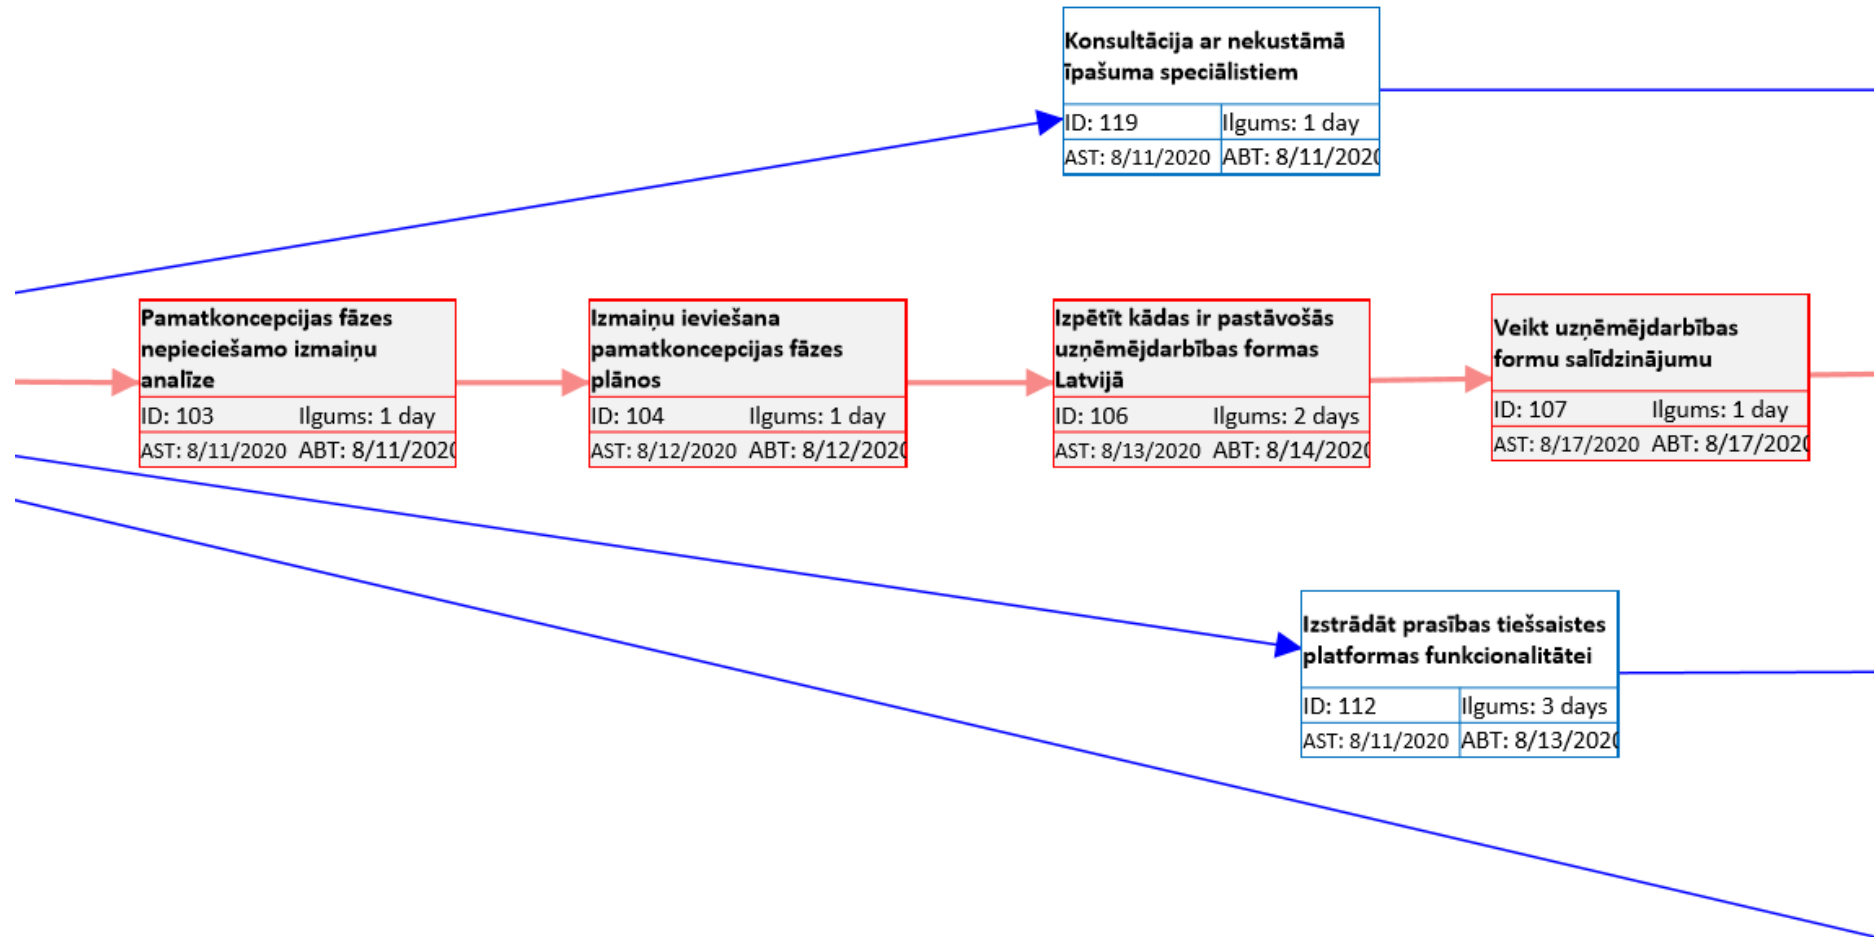 Konsultācija ar nekustāmā
īpašuma speciālistiem
ID: 119 Ilgums: 1 day
AST: 8/11/2020 ABT: 8/11/2020
Pamatkoncepcijas fāzes
nepieciešamo izmaiņu
analīze
ID: 103 Ilgums: 1 day
AST: 8/11/2020 ABT: 8/11/2020
Izmaiņu ieviešana
pamatkoncepcijas fāzes
plānos
ID: 104 Ilgums: 1 day
AST: 8/12/2020 ABT: 8/12/2020
Izpētīt kādas ir pastāvošās
uzņēmējdarbības formas
Latvijā
ID: 106 Ilgums: 2 days
AST: 8/13/2020 ABT: 8/14/2020
Veikt uzņēmējdarbības
formu salīdzinājumu
ID: 107 Ilgums: 1 day
AST: 8/17/2020 ABT: 8/17/2020
Izstrādāt prasības tiešsaistes
platformas funkcionalitātei
ID: 112 Ilgums: 3 days
AST: 8/11/2020 ABT: 8/13/2020